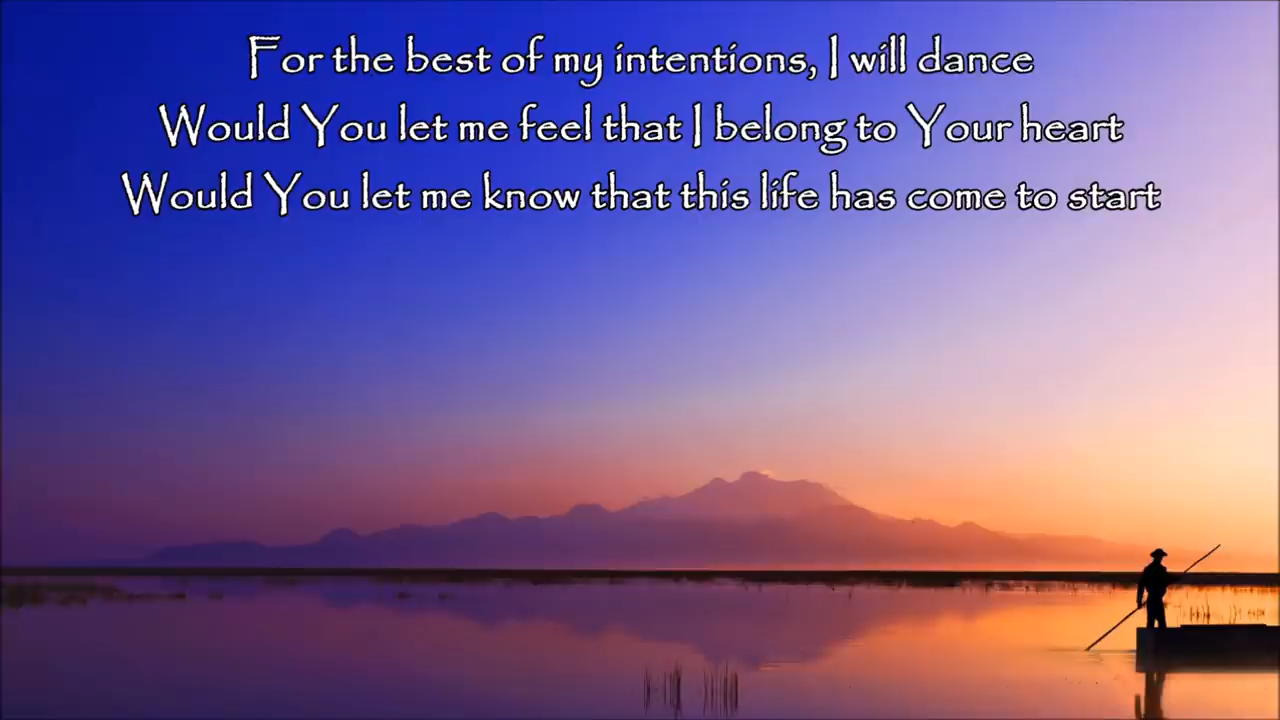 For the best of my intentions, I will dance
Would You let me feel that I belong to Your heart
Would You let me know that this life has come to start